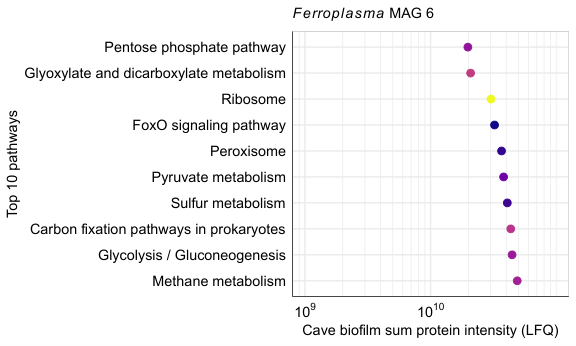 Ferroplasma MAG 6
Top 10 pathways
Pentose phosphate pathway
Glyoxylate and dicarboxylate metabolism
Ribosome
FoxO signaling pathway
Peroxisome
Pyruvate metabolism
Sulfur metabolism
Carbon fixation pathways in prokaryotes
Glycolysis / Gluconeogenesis
Methane metabolism
10⁹ 10¹⁰
Cave biofilm sum protein intensity (LFQ)